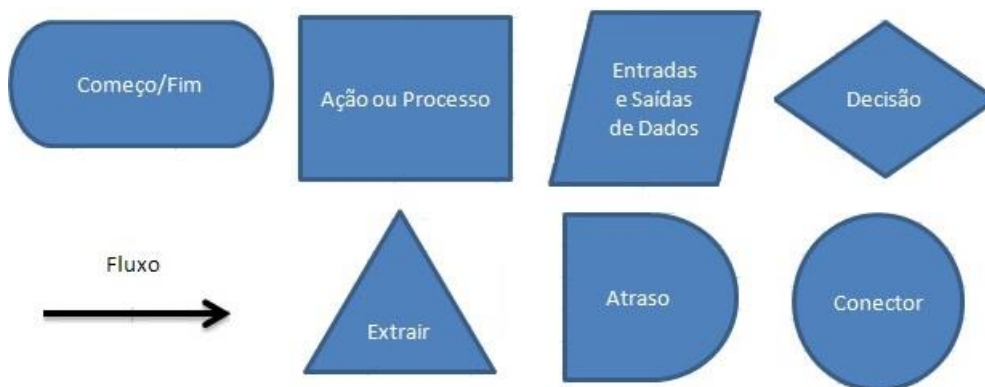 Começo/Fim
Ação ou Processo
Entradas
e Saídas
de Dados
Decisão
Fluxo
Extrair
Atraso
Conector